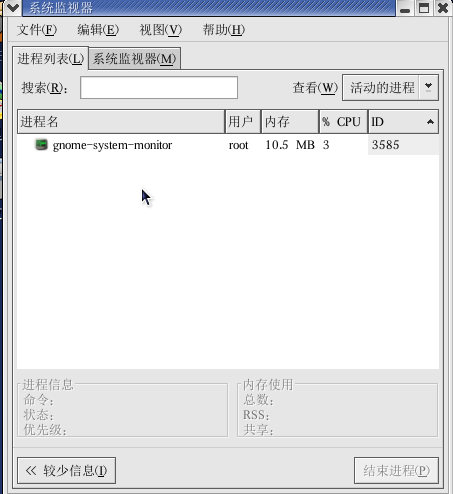 系统监视器
文件(F) 编辑(E) 视图(V) 帮助(H)
进程列表(L) 系统监视器(M)
搜索(R): 查看(W) 活动的进程
进程名 用户 内存 % CPU ID
gnome-system-monitor root 10.5 MB 3 3585
进程信息 内存使用
命令: 总数:
状态: RSS:
优先级: 共享:
<< 较少信息(I) 结束进程(P)